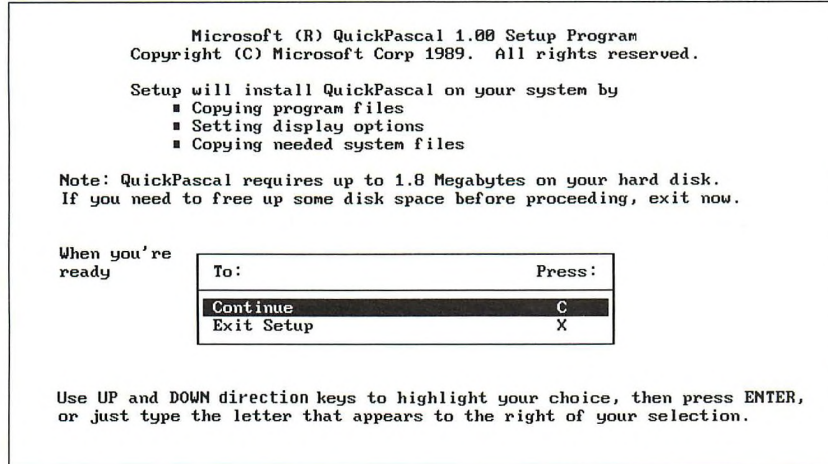 Microsoft (R) QuickPascal 1.00 Setup Program
Copyright (C) Microsoft Corp 1989.  All rights reserved.
Setup will install QuickPascal on your system by
■ Copying program files
■ Setting display options
■ Copying needed system files
Note: QuickPascal requires up to 1.8 Megabytes on your hard disk.
If you need to free up some disk space before proceeding, exit now.
When you're
ready
To: Press:
Continue C
Exit Setup X
Use UP and DOWN direction keys to highlight your choice, then press ENTER,
or just type the letter that appears to the right of your selection.